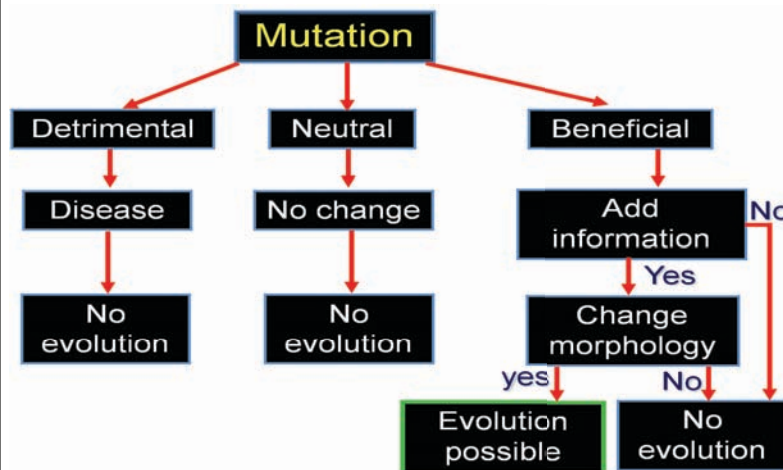 Mutation
Detrimental
Neutral
Beneficial
Disease
No change
Add
information
No
Yes
No
evolution
No
evolution
Change
morphology
yes
No
Evolution
possible
No
evolution